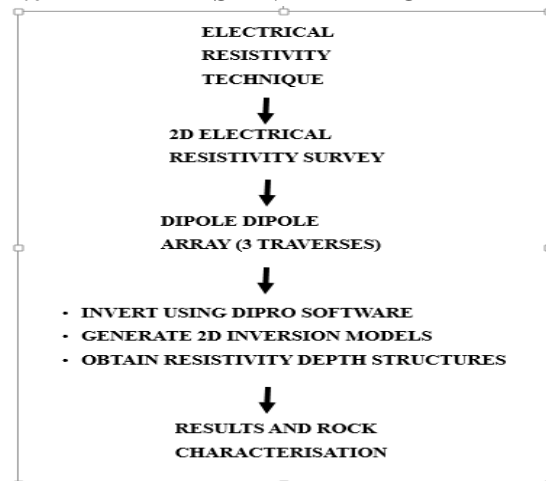 ELECTRICAL
RESISTIVITY
TECHNIQUE
2D ELECTRICAL
RESISTIVITY SURVEY
DIPOLE DIPOLE
ARRAY (3 TRAVERSES)
• INVERT USING DIPRO SOFTWARE
• GENERATE 2D INVERSION MODELS
• OBTAIN RESISTIVITY DEPTH STRUCTURES
RESULTS AND ROCK
CHARACTERISATION